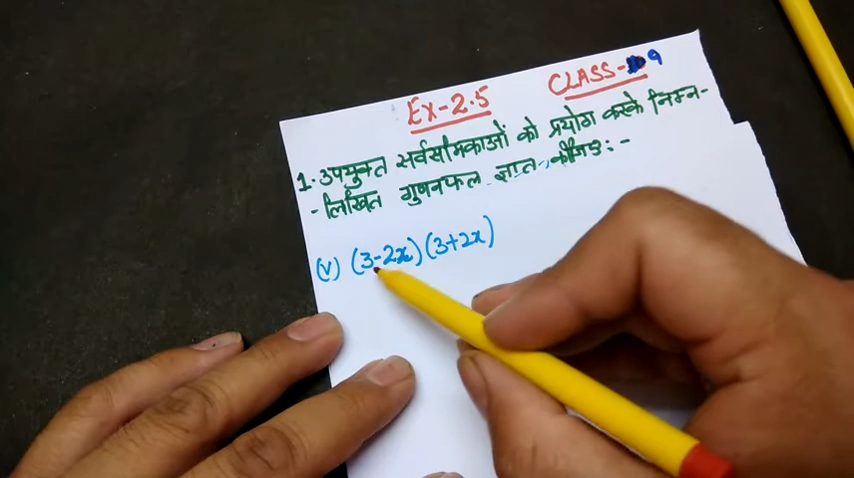 EX-2.5 CLASS-9
1. उपयुक्त सर्वसमिकाओं को प्रयोग करके निम्न-
- लिखित गुणनफल ज्ञात कीजिए :-
(v) (3-2x)(3+2x)